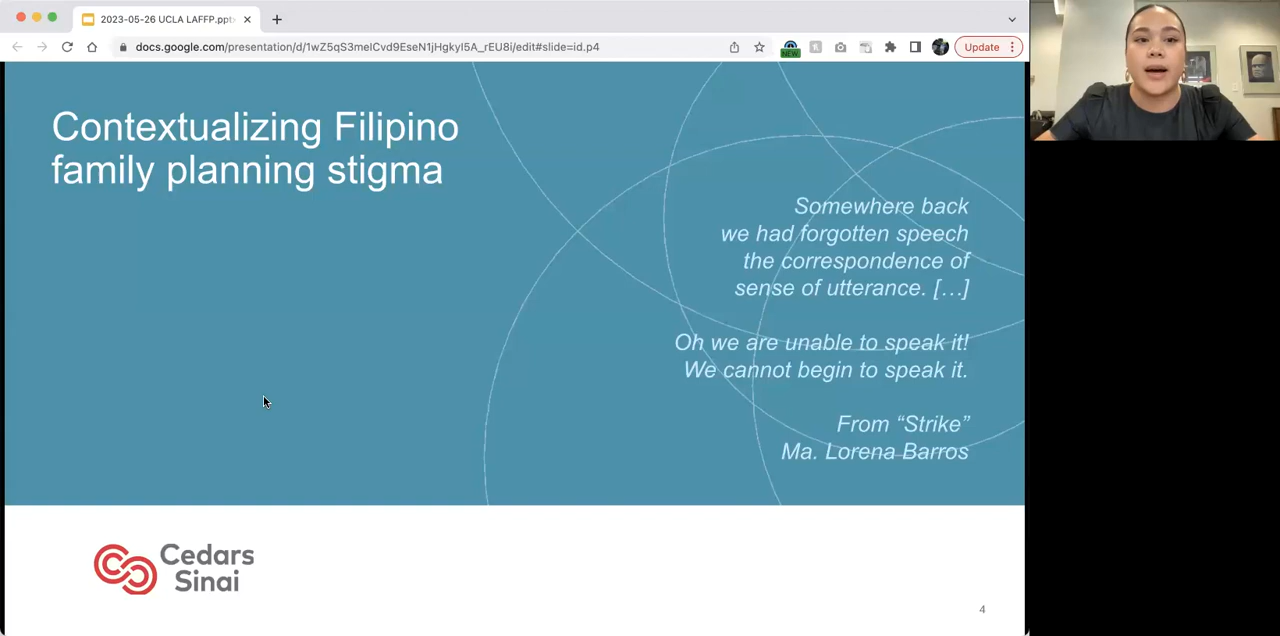 2023-05-26 UCLA LAFFP.ppt
docs.google.com/presentation/d/1wZ5qS3melCvd9EseN1jHgkyI5A_rEU8i/edit#slide=id.p4
NEW
Update
Contextualizing Filipino
family planning stigma
Somewhere back
we had forgotten speech
the correspondence of
sense of utterance. […]
Oh we are unable to speak it!
We cannot begin to speak it.
From “Strike”
Ma. Lorena Barros
Cedars
Sinai
4